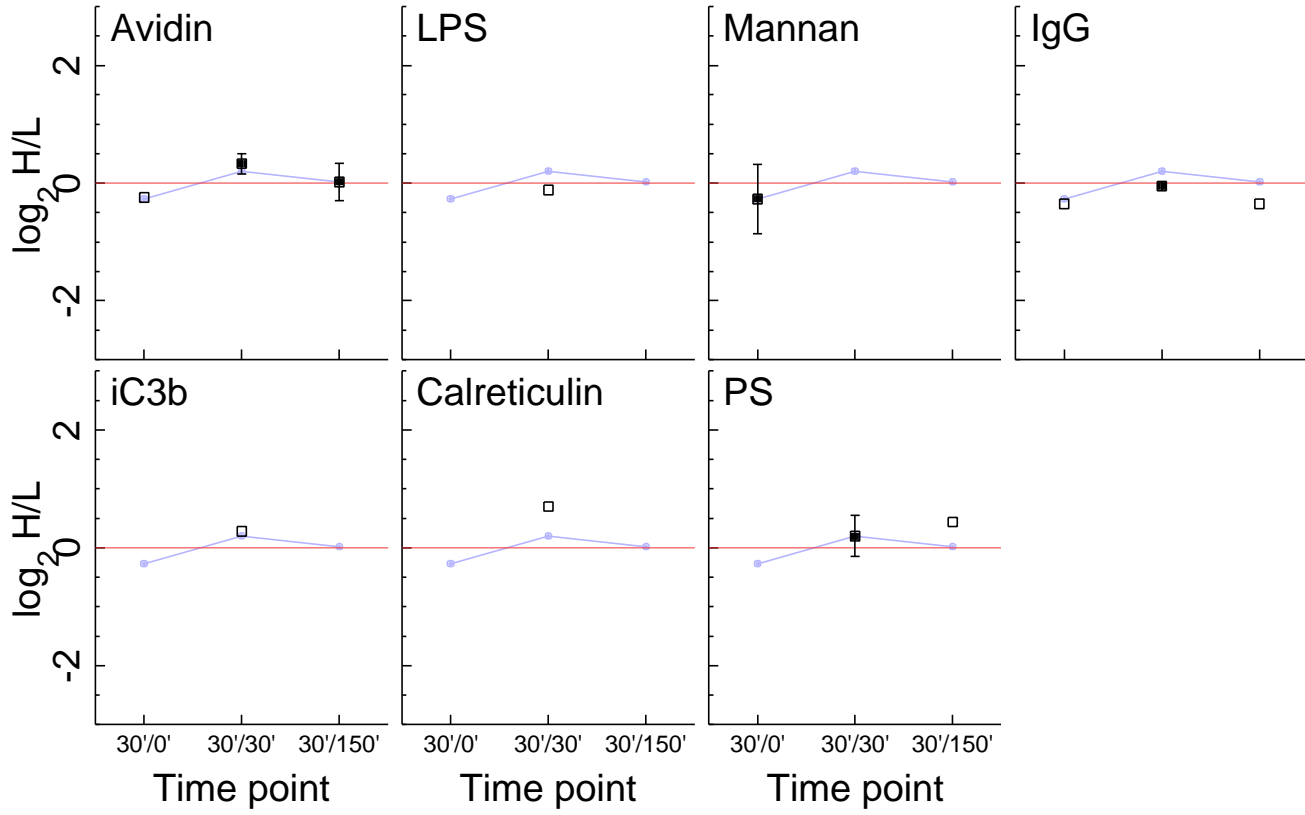 Avidin LPS Mannan IgG
log2 H/L
2
0
-2
iC3b Calreticulin PS
log2 H/L
2
0
-2
30'/0' 30'/30' 30'/150' 30'/0' 30'/30' 30'/150' 30'/0' 30'/30' 30'/150'
Time point Time point Time point